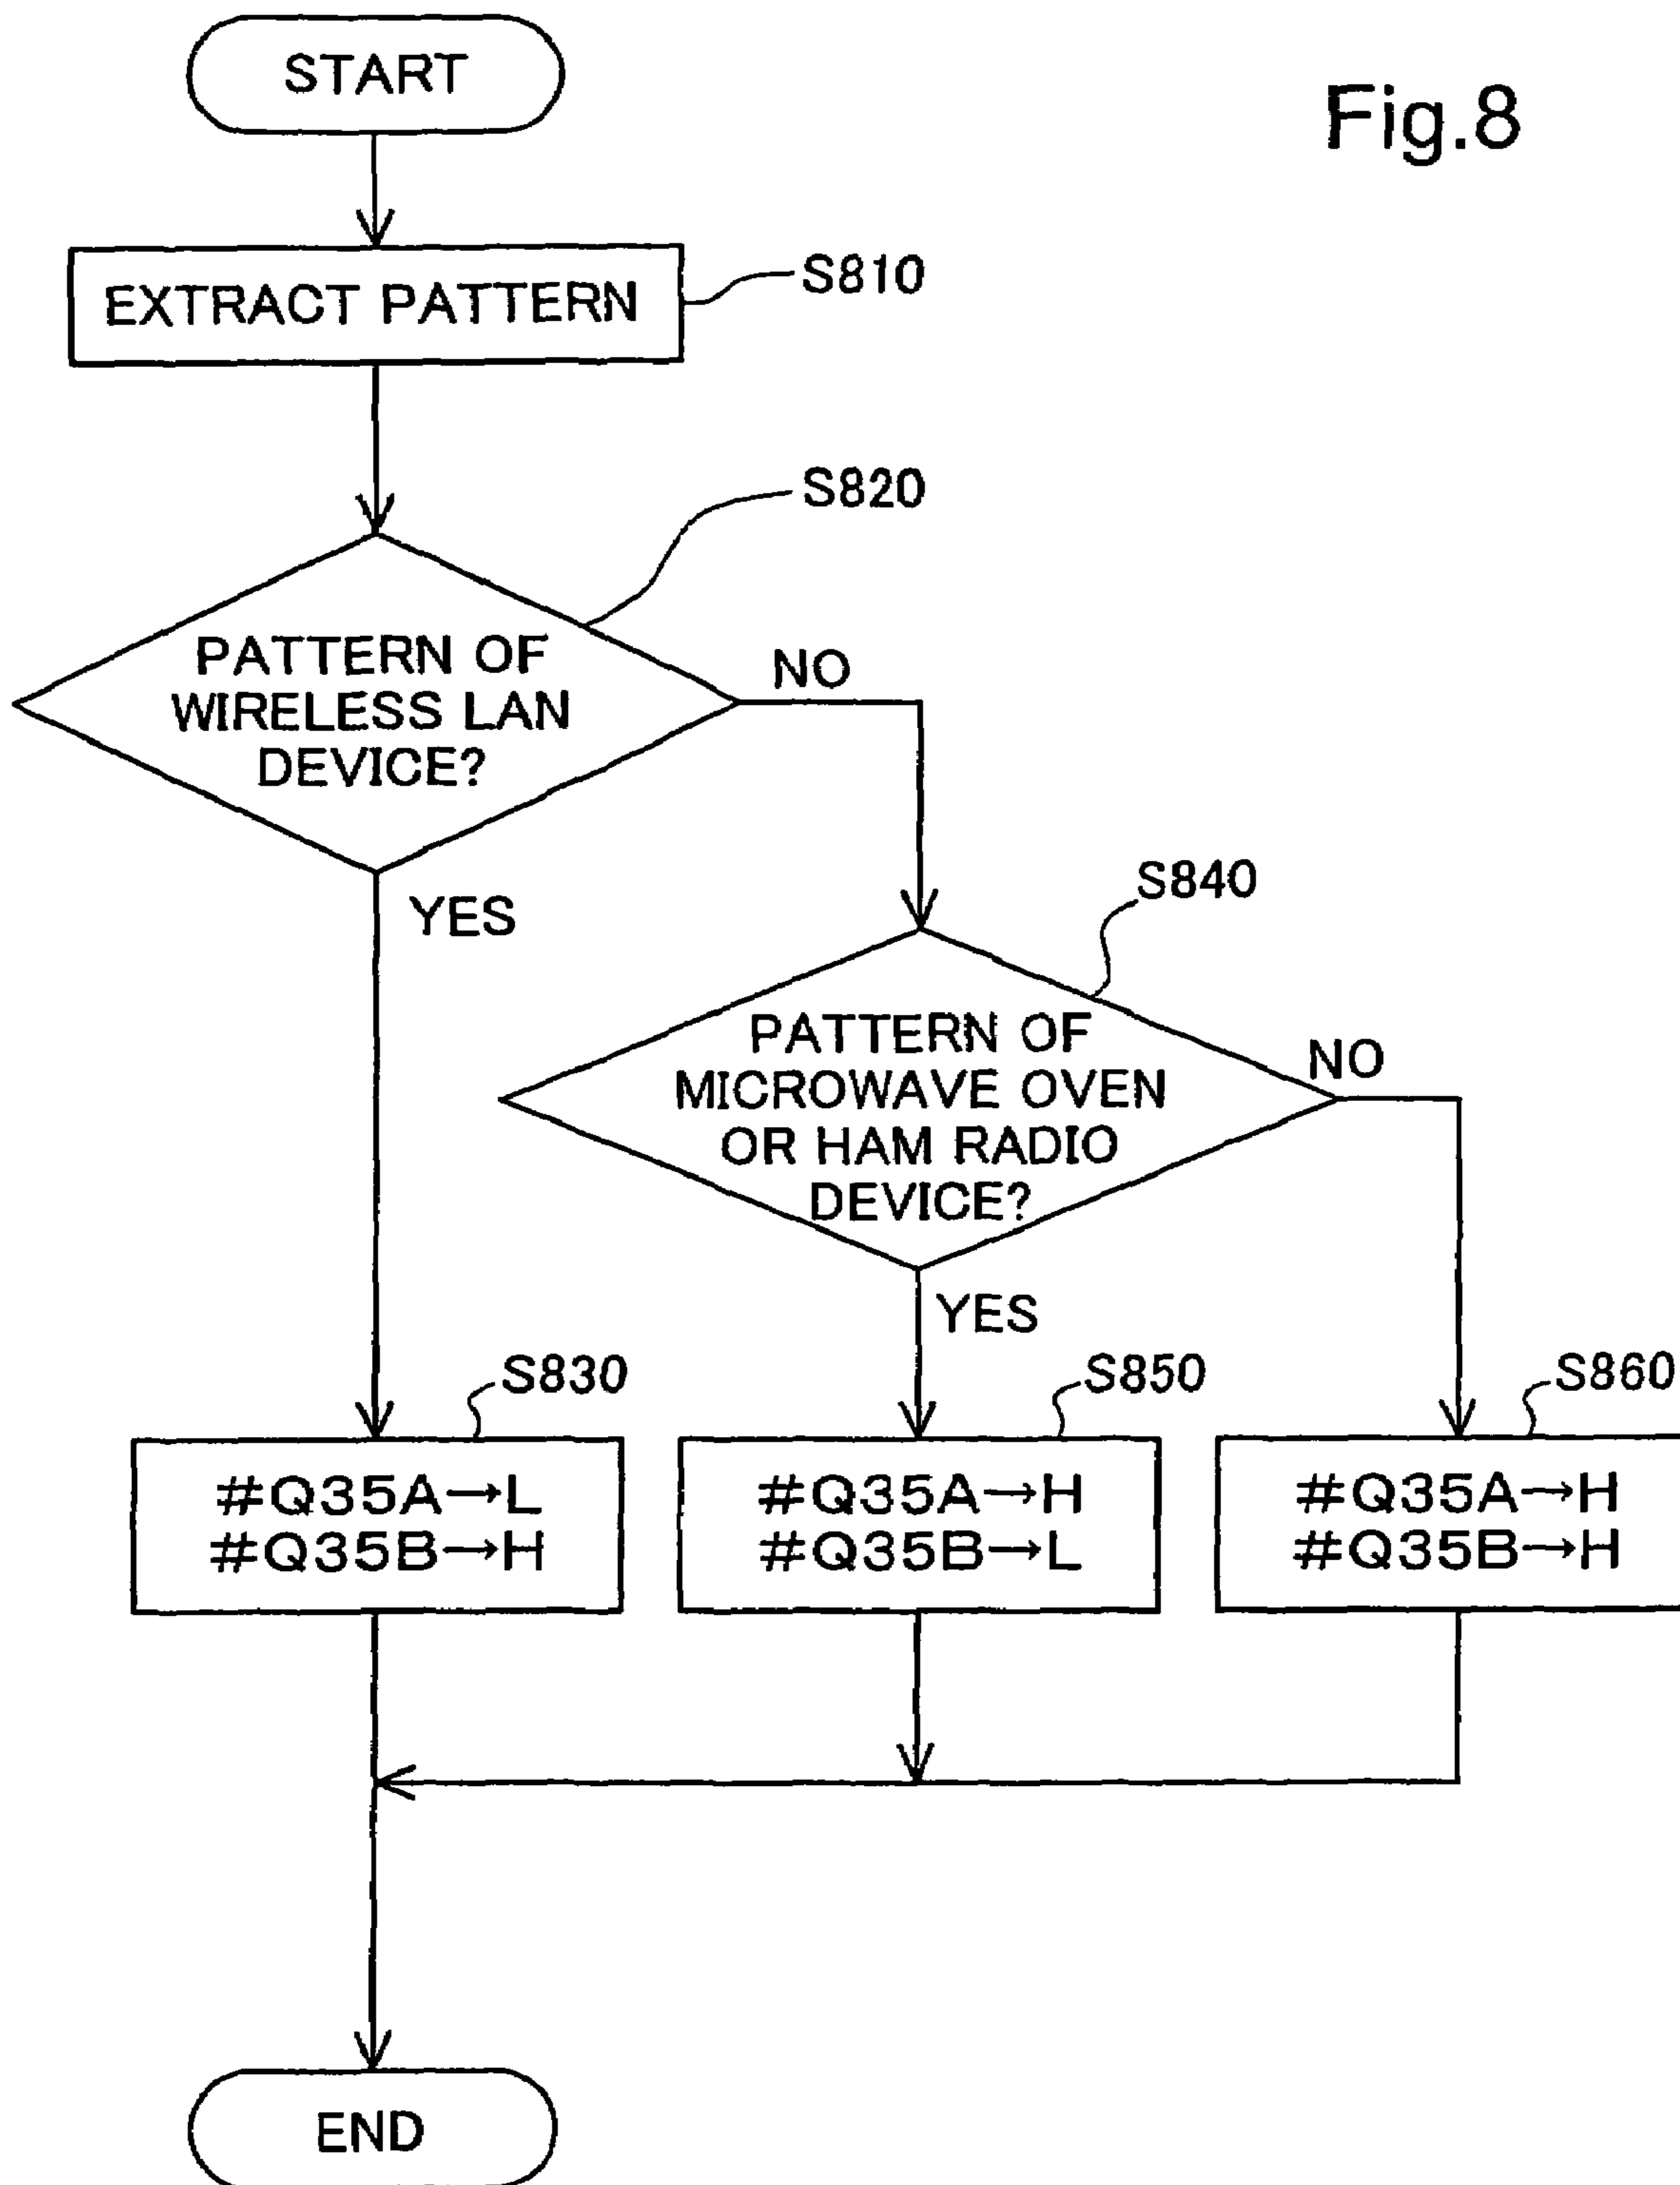 START
Fig.8
EXTRACT PATTERN
S810
S820
PATTERN OF
WIRELESS LAN
DEVICE?
NO
YES
S840
PATTERN OF
MICROWAVE OVEN
OR HAM RADIO
DEVICE?
NO
YES
S830
#Q35A→L
#Q35B→H
S850
#Q35A→H
#Q35B→L
S860
#Q35A→H
#Q35B→H
END